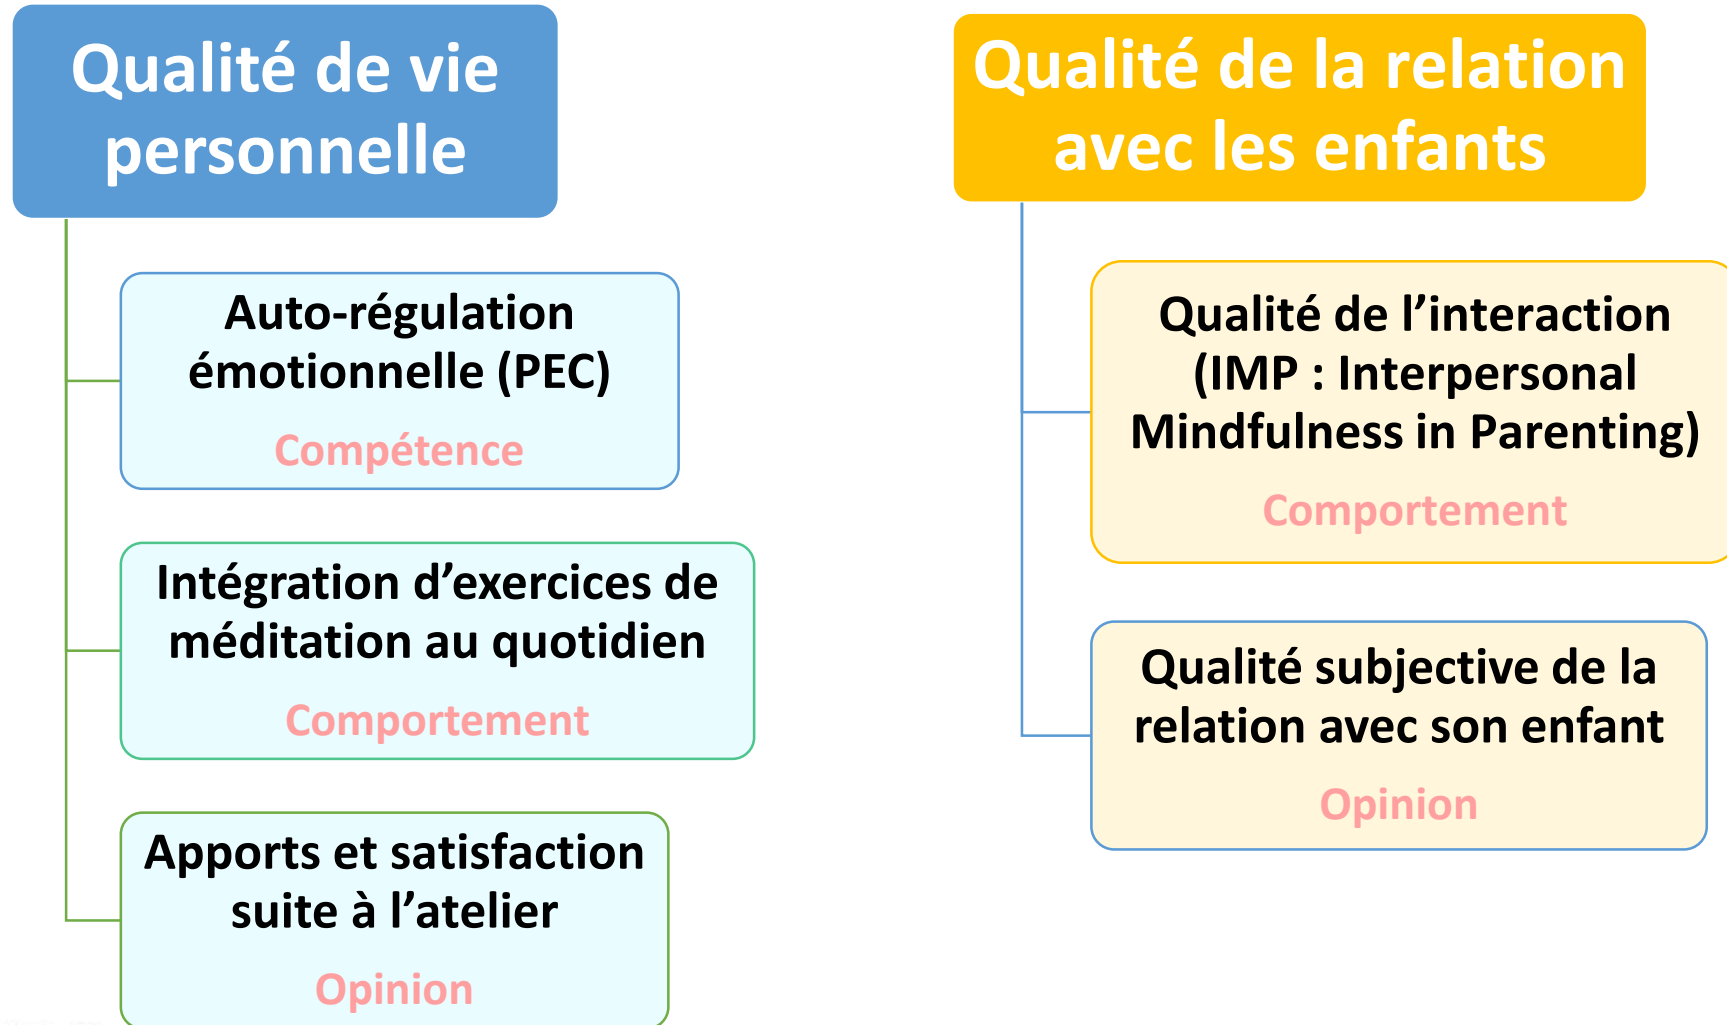 Qualité de vie
personnelle
Auto-régulation
émotionnelle (PEC)
Compétence
Intégration d’exercices de
méditation au quotidien
Comportement
Apports et satisfaction
suite à l’atelier
Opinion
Qualité de la relation
avec les enfants
Qualité de l’interaction
(IMP : Interpersonal
Mindfulness in Parenting)
Comportement
Qualité subjective de la
relation avec son enfant
Opinion